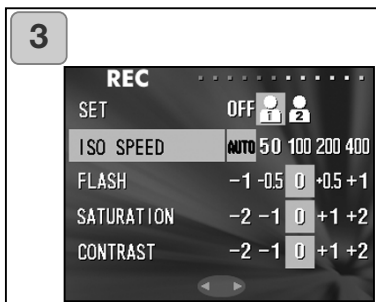 3
REC
SET OFF 1 2
ISO SPEED AUTO 50 100 200 400
FLASH -1 -0.5 0 +0.5 +1
SATURATION -2 -1 0 +1 +2
CONTRAST -2 -1 0 +1 +2